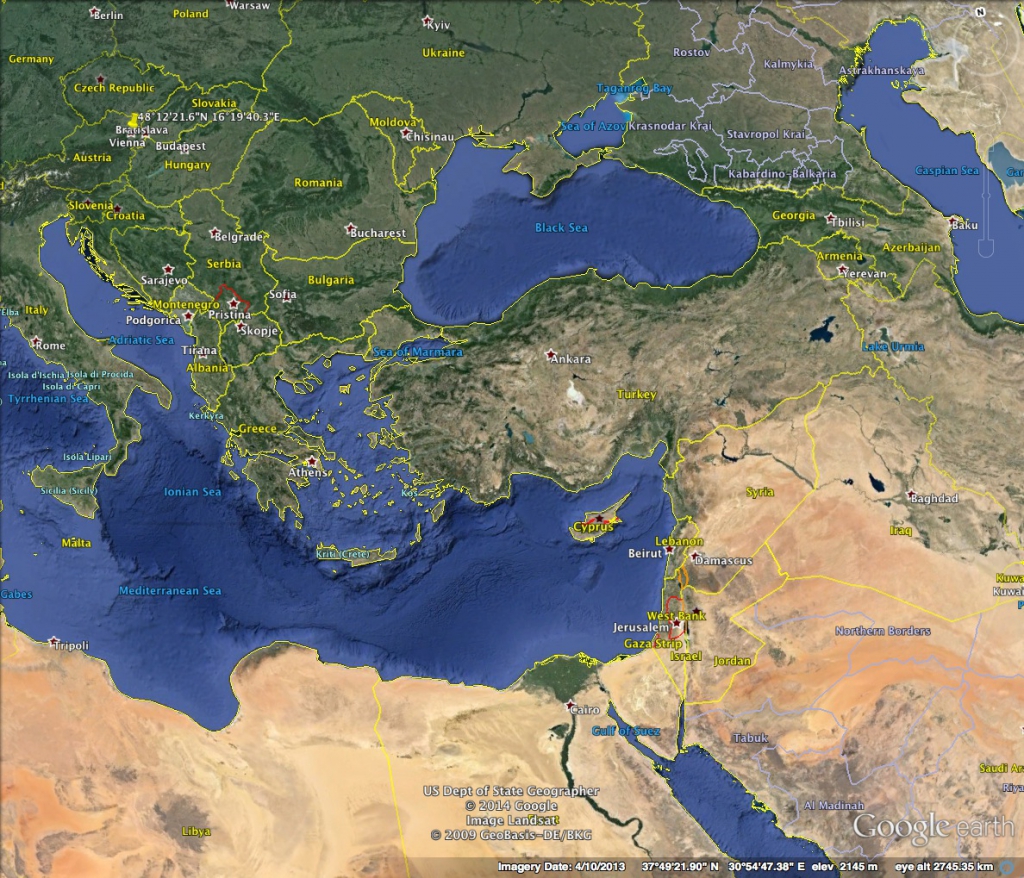 Berlin
Poland
Warsaw
Kyiv
Ukraine
Rostov
Kalmykia
N
Germany
Czech Republic
Astrakhanskaya
Slovakia
Taganrog Bay
48°12'21.6"N 16°19'40.3"E
Bratislava
Vienna
Budapest
Moldova
Chisinau
Sea of Azov
Krasnodar Krai
Stavropol Krai
Austria
Hungary
Romania
Kabardino-Balkaria
Caspian Sea
Slovenia
Croatia
Belgrade
Bucharest
Black Sea
Georgia
Tbilisi
Baku
Serbia
Sarajevo
Bulgaria
Armenia
Azerbaijan
Yerevan
Sofia
Montenegro
Pristina
Podgorica
Skopje
Elba
Italy
Rome
Adriatic Sea
Tirana
Albania
Sea of Marmara
Ankara
Lake Urmia
Isola d'Ischia
Isola di Procida
Isola di Capri
Tyrrhenian Sea
Turkey
Kerkyra
Greece
Isola Lipari
Athens
Sicilia (Sicily)
Ionian Sea
Kos
Syria
Baghdad
Cyprus
Iraq
Malta
Kriti (Crete)
Lebanon
Beirut
Damascus
Gabes
Mediterranean Sea
Kuwa
Kuwai
West Bank
Jerusalem
Northern Borders
Tripoli
Gaza Strip
Israel
Jordan
Cairo
Gulf of Suez
Tabuk
Saudi Ar
Riya
US Dept of State Geographer
© 2014 Google
Image Landsat
© 2009 GeoBasis-DE/BKG
Al Madinah
Libya
Google earth
Imagery Date: 4/10/2013 37°49'21.90" N 30°54'47.38" E elev 2145 m eye alt 2745.35 km